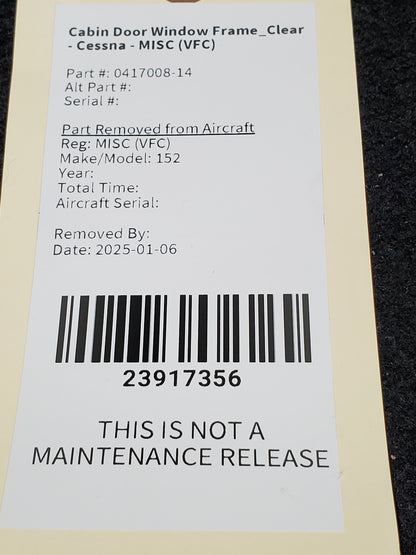 Cabin Door Window Frame_Clear
- Cessna - MISC (VFC)
Part #: 0417008-14
Alt Part #:
Serial #:
Part Removed from Aircraft
Reg: MISC (VFC)
Make/Model: 152
Year:
Total Time:
Aircraft Serial:
Removed By:
Date: 2025-01-06
23917356
THIS IS NOT A
MAINTENANCE RELEASE